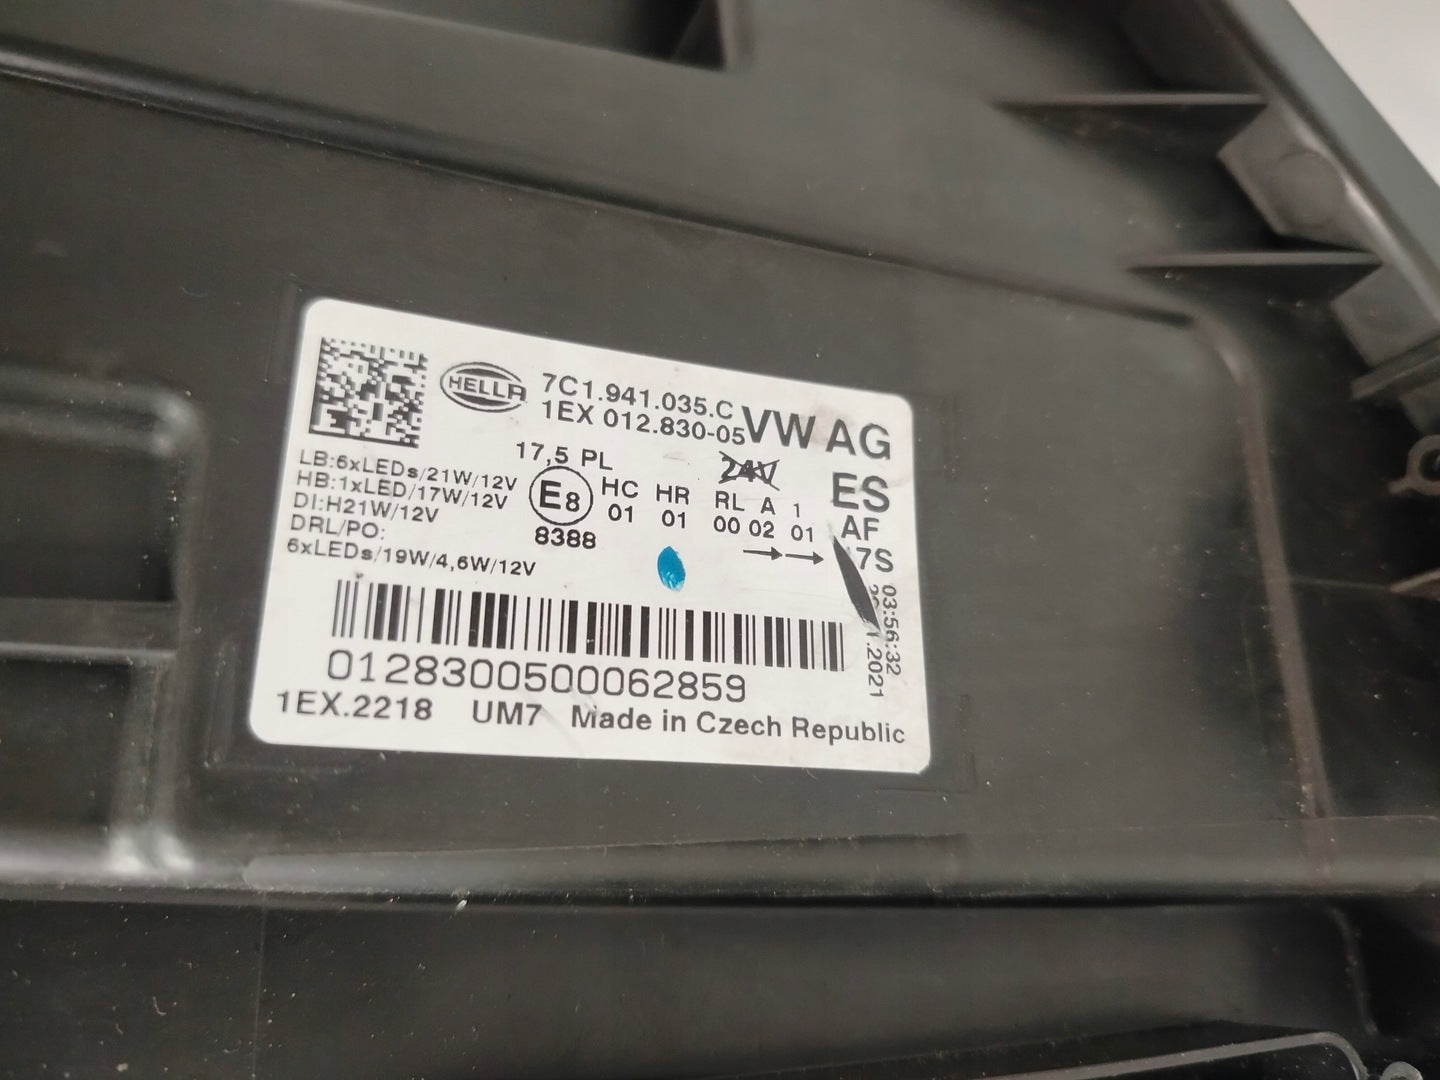 HELLA 7C1.941.035.C
1EX 012.830-05 VW AG
17,5 PL 24V ES
LB:6xLEDs/21W/12V
HB:1xLED/17W/12V
DI:H21W/12V
DRL/PO:
6xLEDs/19W/4,6W/12V
E8 HC HR RL A 1 AF
01 01 00 02 01
8388 →→ 7S
03:56:32
.2021
0128300500062859
1EX.2218 UM7 Made in Czech Republic